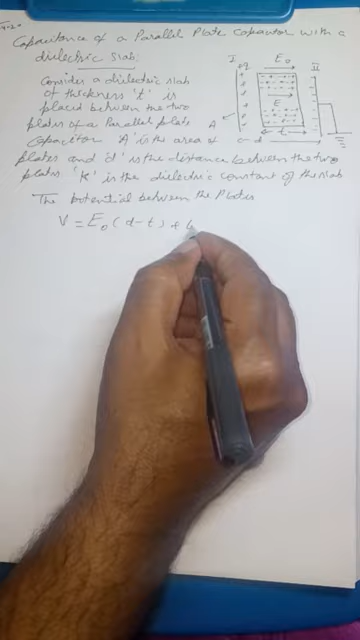 Capacitance of a Parallel Plate Capacitor with a
dielectric Slab:
Consider a dielectric slab
of thickness 't' is
placed between the two
plates of a Parallel plate
Capacitor 'A' is the area of
plates and 'd' is the distance between the two
plates. 'K' is the dielectric constant of the slab
The potential between the Plates
V = E₀ (d - t) +
I
E₀
II
E
A
t
d